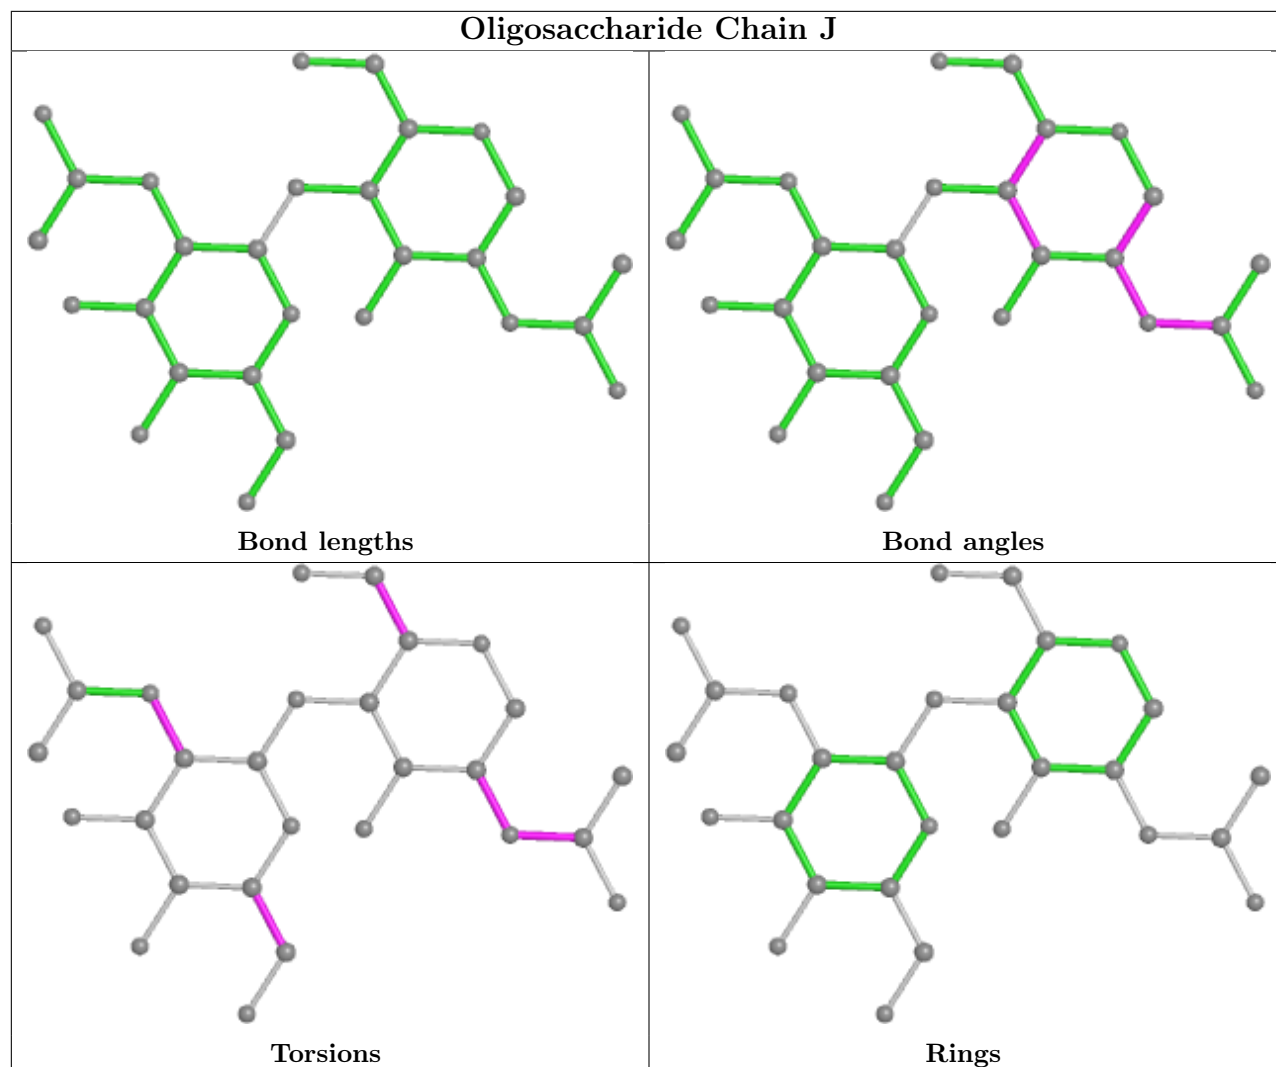 Oligosaccharide Chain J
Bond lengths
Bond angles
Torsions
Rings